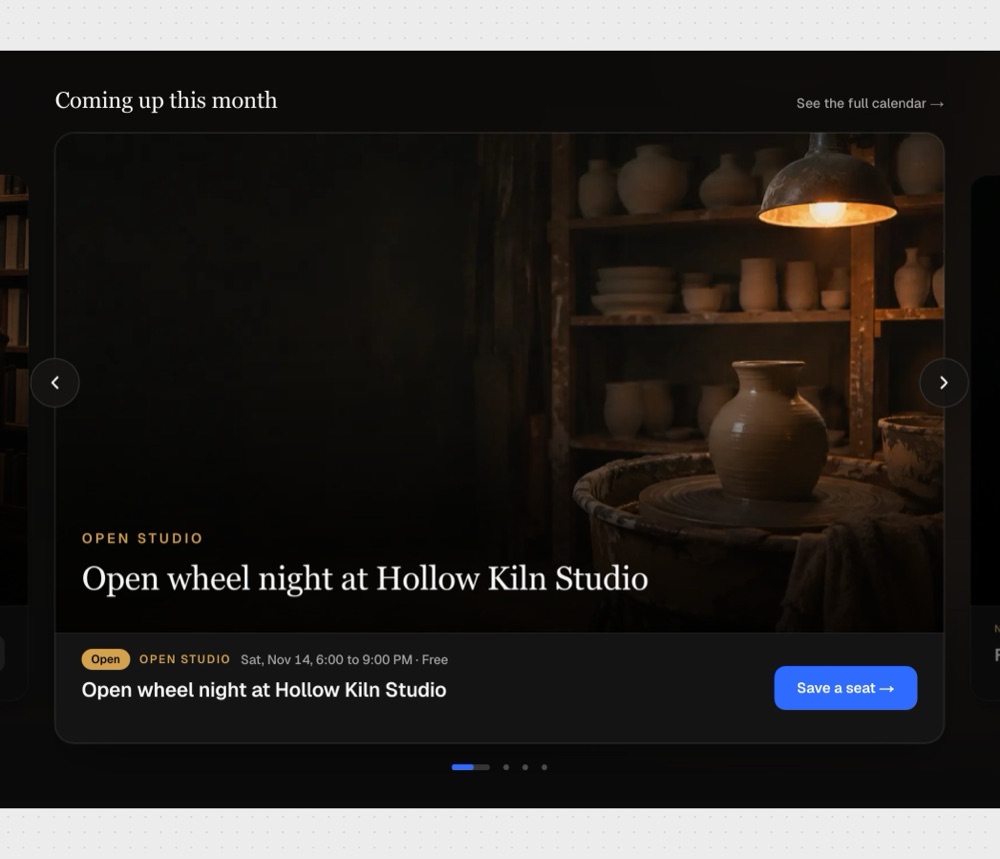 Coming up this month
See the full calendar →
OPEN STUDIO
Open wheel night at Hollow Kiln Studio
Open OPEN STUDIO Sat, Nov 14, 6:00 to 9:00 PM · Free
Open wheel night at Hollow Kiln Studio
Save a seat →